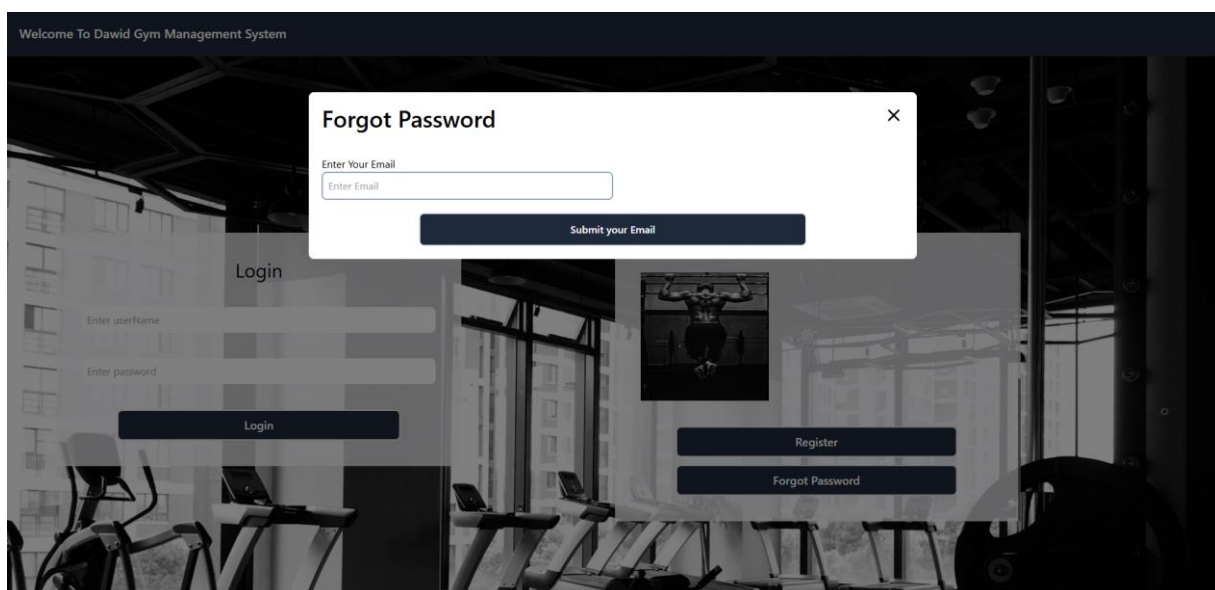 Welcome To Dawid Gym Management System
Forgot Password
Enter Your Email
Enter Email
Submit your Email
Login
Enter userName
Enter password
Login
Register
Forgot Password